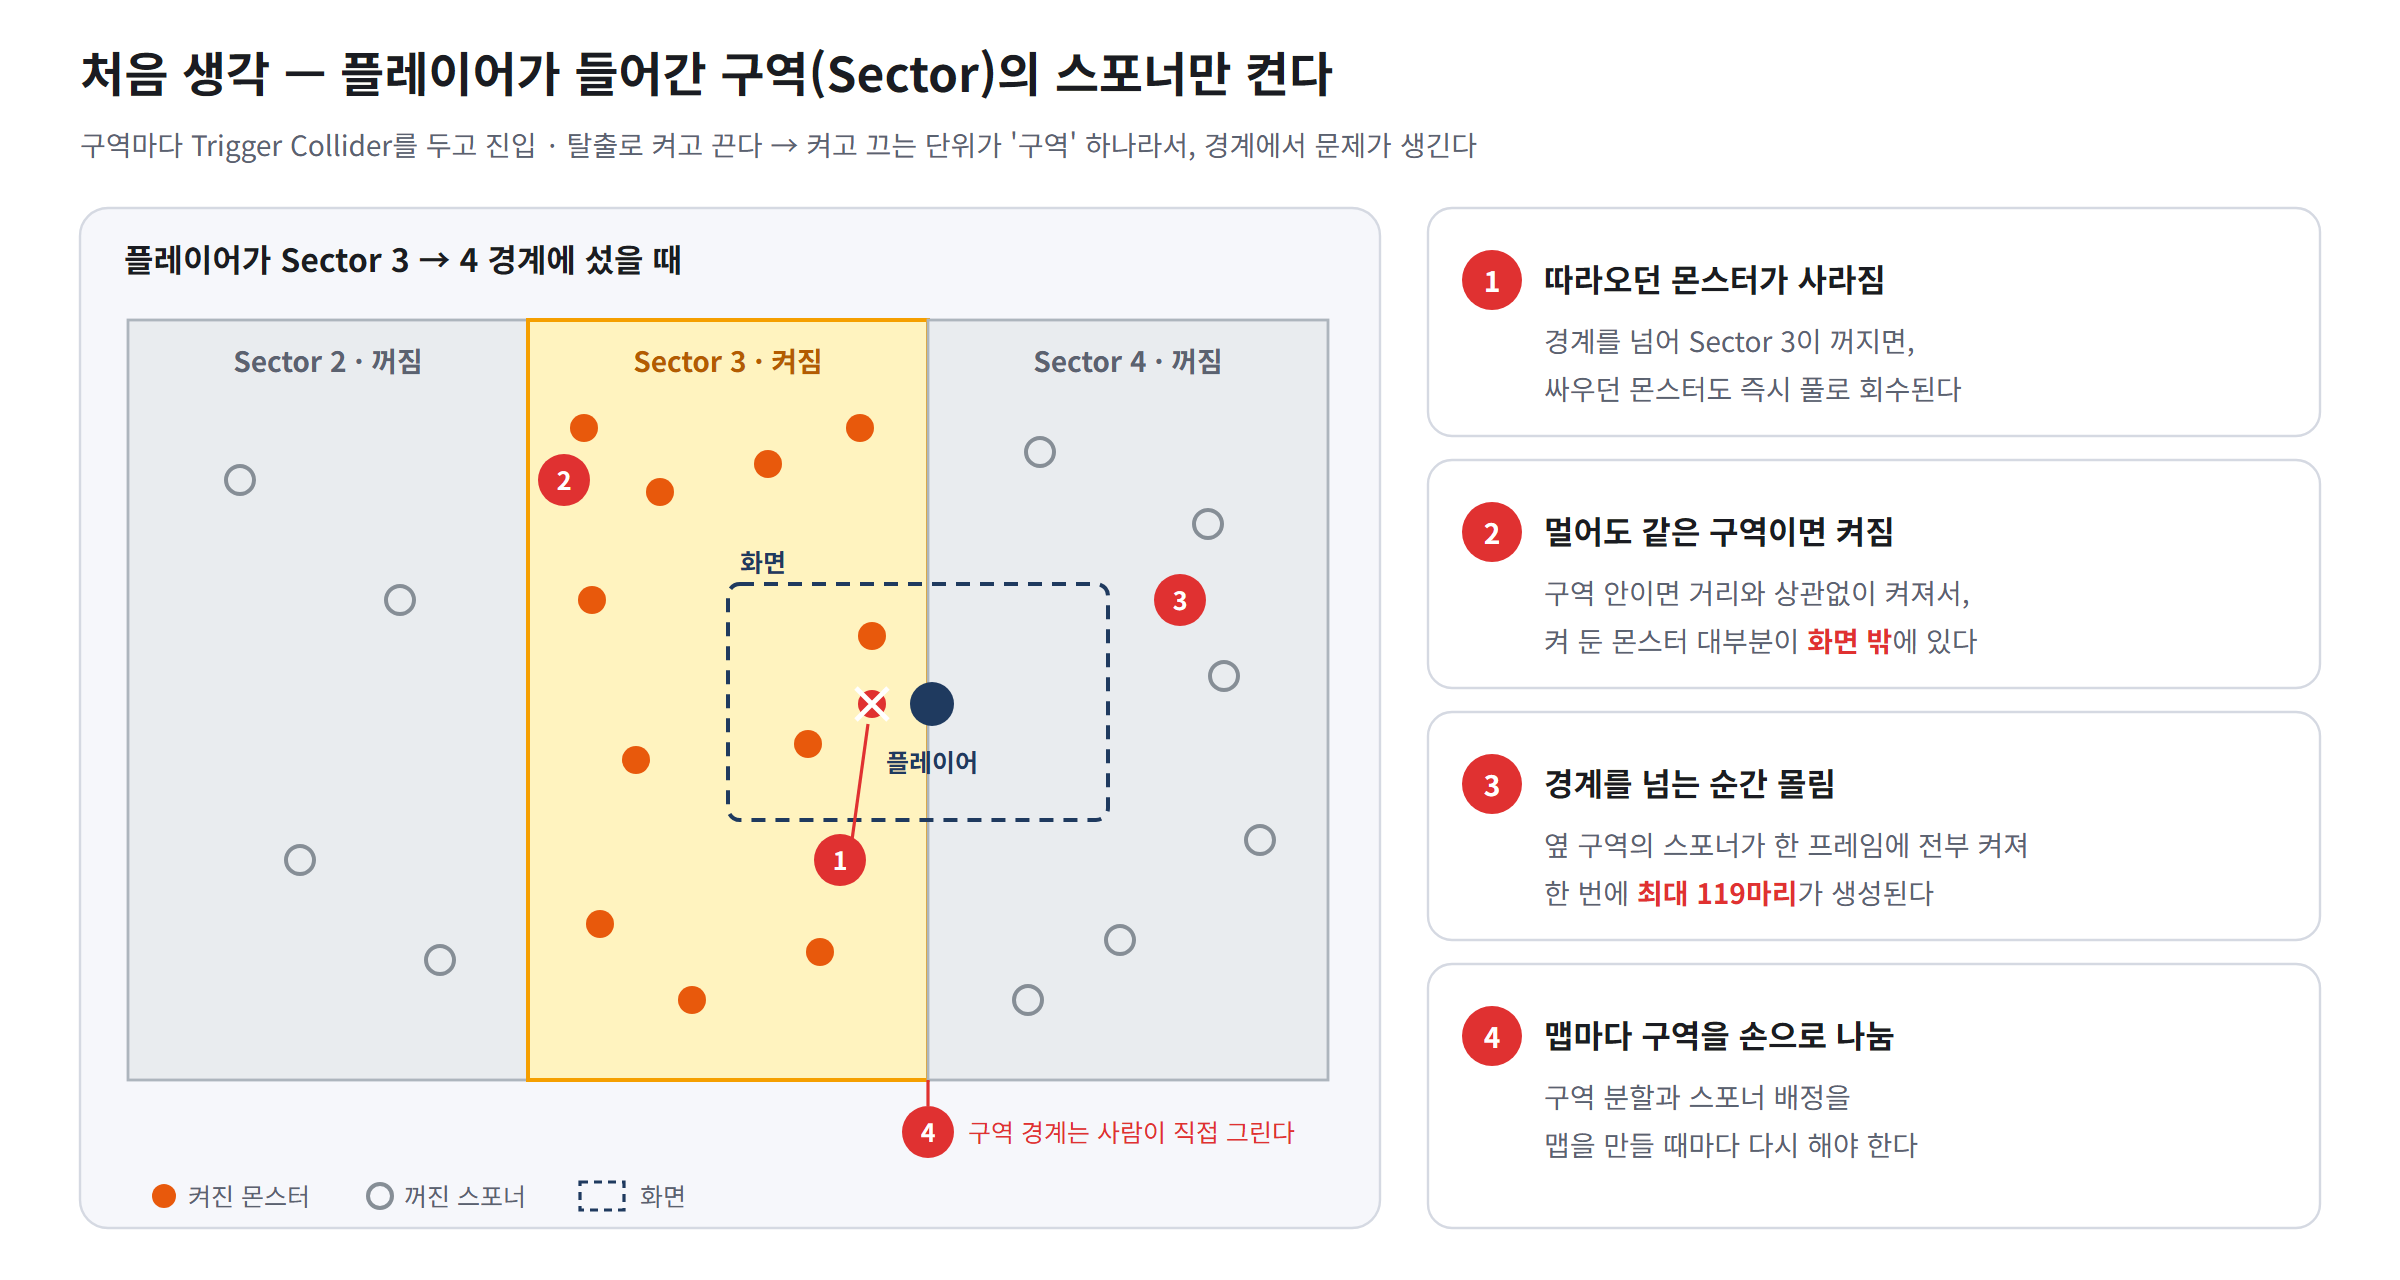 처음 생각 — 플레이어가 들어간 구역(Sector)의 스포너만 켠다
구역마다 Trigger Collider를 두고 진입 · 탈출로 켜고 끈다 → 켜고 끄는 단위가 '구역' 하나라서, 경계에서 문제가 생긴다
플레이어가 Sector 3 → 4 경계에 섰을 때
Sector 2 · 꺼짐
Sector 3 · 켜짐
Sector 4 · 꺼짐
2
화면
3
플레이어
1
4
구역 경계는 사람이 직접 그린다
켜진 몬스터
꺼진 스포너
화면
1
따라오던 몬스터가 사라짐
경계를 넘어 Sector 3이 꺼지면,
싸우던 몬스터도 즉시 풀로 회수된다
2
멀어도 같은 구역이면 켜짐
구역 안이면 거리와 상관없이 켜져서,
켜 둔 몬스터 대부분이 화면 밖에 있다
3
경계를 넘는 순간 몰림
옆 구역의 스포너가 한 프레임에 전부 켜져
한 번에 최대 119마리가 생성된다
4
맵마다 구역을 손으로 나눔
구역 분할과 스포너 배정을
맵을 만들 때마다 다시 해야 한다